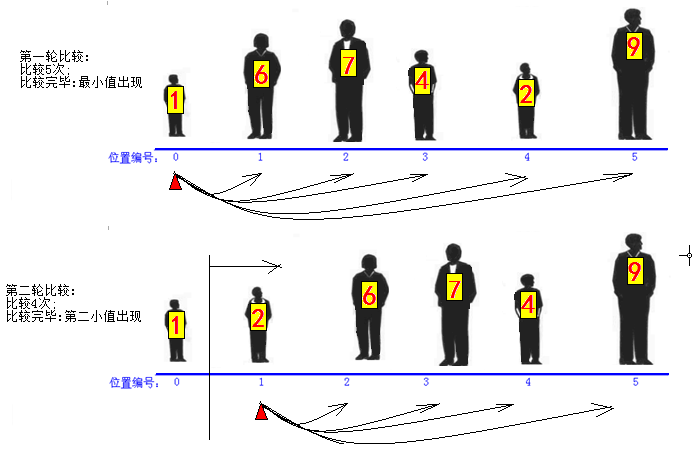 第一轮比较:
比较5次;
比较完毕:最小值出现
1 6 7 4 2 9
位置编号: 0 1 2 3 4 5
第二轮比较:
比较4次;
比较完毕:第二小值出现
1 2 6 7 4 9
位置编号: 0 1 2 3 4 5